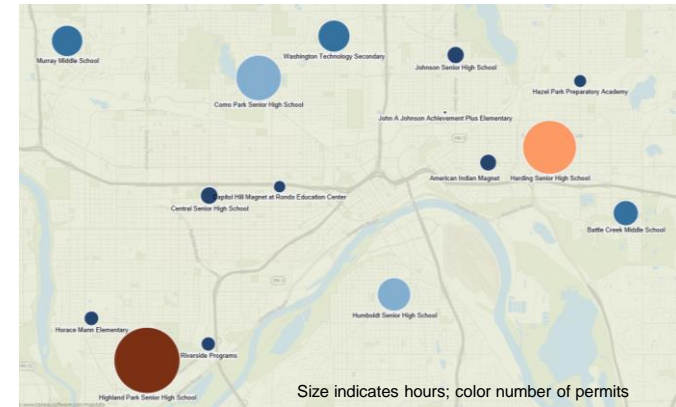 Murray Middle School
Washington Technology Secondary
Johnson Senior High School
Como Park Senior High School
Hazel Park Preparatory Academy
John A Johnson Achievement Plus Elementary
American Indian Magnet
Harding Senior High School
Capitol Hill Magnet at Rondo Education Center
Central Senior High School
Battle Creek Middle School
Humboldt Senior High School
Horace Mann Elementary
Riverside Programs
Highland Park Senior High School
Size indicates hours; color number of permits